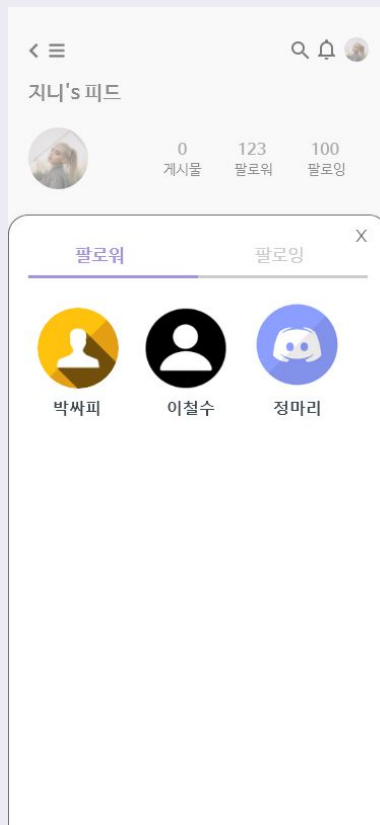 지니's 피드
0 123 100
게시물 팔로워 팔로잉
X
팔로워 팔로잉
박싸피 이철수 정마리